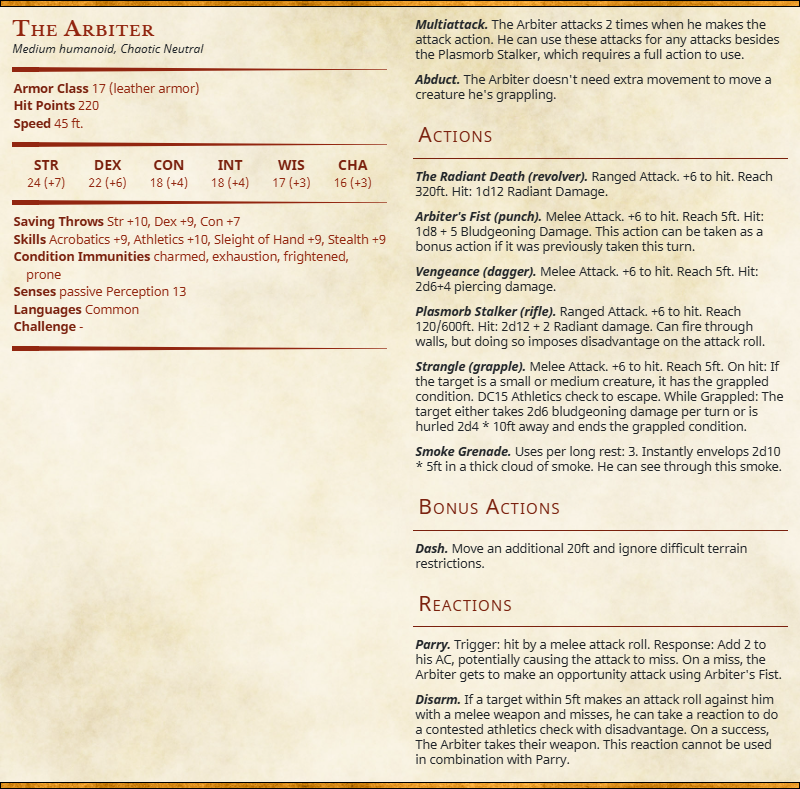 The Arbiter
Medium humanoid, Chaotic Neutral
Armor Class 17 (leather armor)
Hit Points 220
Speed 45 ft.
STR DEX CON INT WIS CHA
24 (+7) 22 (+6) 18 (+4) 18 (+4) 17 (+3) 16 (+3)
Saving Throws Str +10, Dex +9, Con +7
Skills Acrobatics +9, Athletics +10, Sleight of Hand +9, Stealth +9
Condition Immunities charmed, exhaustion, frightened,
prone
Senses passive Perception 13
Languages Common
Challenge -
Multiattack. The Arbiter attacks 2 times when he makes the
attack action. He can use these attacks for any attacks besides
the Plasmorb Stalker, which requires a full action to use.
Abduct. The Arbiter doesn't need extra movement to move a
creature he's grappling.
Actions
The Radiant Death (revolver). Ranged Attack. +6 to hit. Reach
320ft. Hit: 1d12 Radiant Damage.
Arbiter's Fist (punch). Melee Attack. +6 to hit. Reach 5ft. Hit:
1d8 + 5 Bludgeoning Damage. This action can be taken as a
bonus action if it was previously taken this turn.
Vengeance (dagger). Melee Attack. +6 to hit. Reach 5ft. Hit:
2d6+4 piercing damage.
Plasmorb Stalker (rifle). Ranged Attack. +6 to hit. Reach
120/600ft. Hit: 2d12 + 2 Radiant damage. Can fire through
walls, but doing so imposes disadvantage on the attack roll.
Strangle (grapple). Melee Attack. +6 to hit. Reach 5ft. On hit: If
the target is a small or medium creature, it has the grappled
condition. DC15 Athletics check to escape. While Grappled: The
target either takes 2d6 bludgeoning damage per turn or is
hurled 2d4 * 10ft away and ends the grappled condition.
Smoke Grenade. Uses per long rest: 3. Instantly envelops 2d10
* 5ft in a thick cloud of smoke. He can see through this smoke.
Bonus Actions
Dash. Move an additional 20ft and ignore difficult terrain
restrictions.
Reactions
Parry. Trigger: hit by a melee attack roll. Response: Add 2 to
his AC, potentially causing the attack to miss. On a miss, the
Arbiter gets to make an opportunity attack using Arbiter's Fist.
Disarm. If a target within 5ft makes an attack roll against him
with a melee weapon and misses, he can take a reaction to do
a contested athletics check with disadvantage. On a success,
The Arbiter takes their weapon. This reaction cannot be used
in combination with Parry.